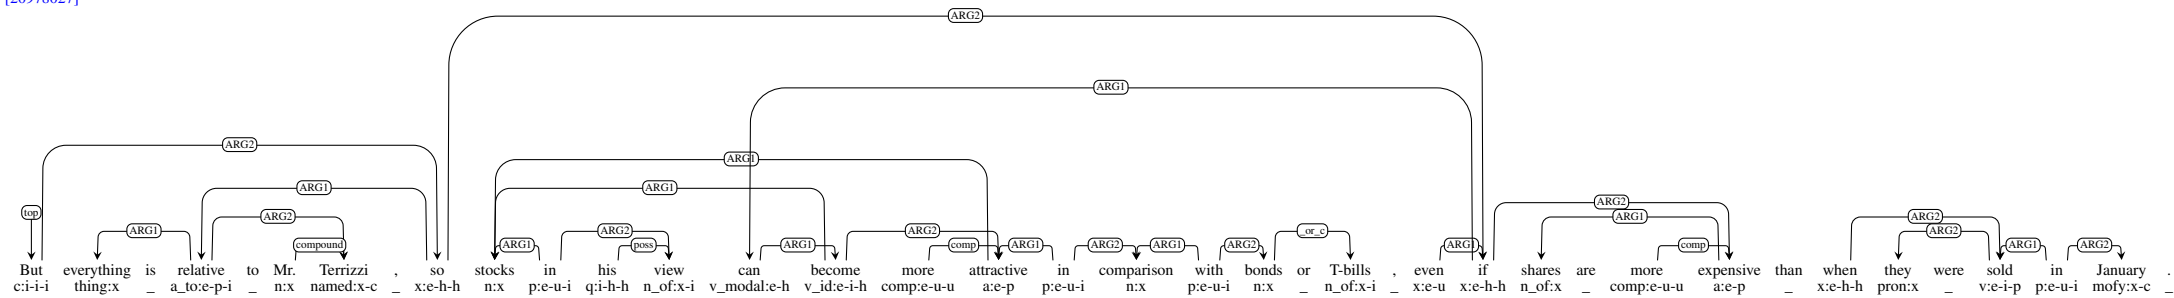 [20978027]
ARG2
ARG1
ARG2
ARG1
ARG1 ARG1
ARG2
top ARG2 ARG2 ARG1 ARG2
ARG1 ARG2 ARG2 _or_c ARG2
compound ARG1 poss ARG1 comp ARG1 ARG2 ARG1 ARG2 ARG1 comp ARG1 ARG2
But everything is relative to Mr. Terrizzi , so stocks in his view can become more attractive in comparison with bonds or T-bills , even if shares are more expensive than when they were sold in January .
c:i-i-i thing:x _ a_to:e-p-i _ n:x named:x-c _ x:e-h-h n:x p:e-u-i q:i-h-h n_of:x-i v_modal:e-h v_id:e-i-h comp:e-u-u a:e-p p:e-u-i n:x p:e-u-i n:x _ n_of:x-i _ x:e-u x:e-h-h n_of:x _ comp:e-u-u a:e-p _ x:e-h-h pron:x _ v:e-i-p p:e-u-i mofy:x-c _